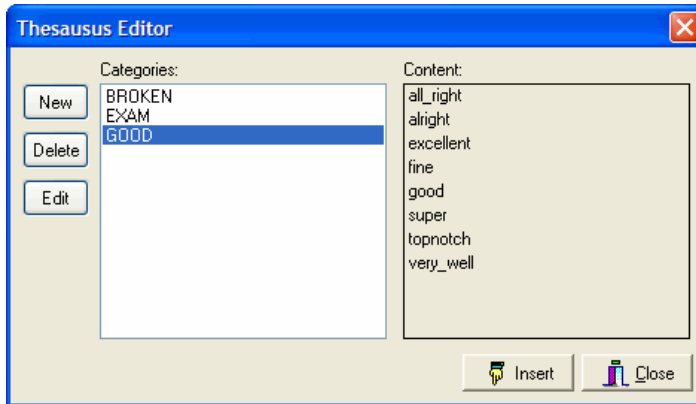 Thesausus Editor
Categories:
Content:
New
Delete
Edit
BROKEN
EXAM
GOOD
all_right
alright
excellent
fine
good
super
topnotch
very_well
Insert
Close